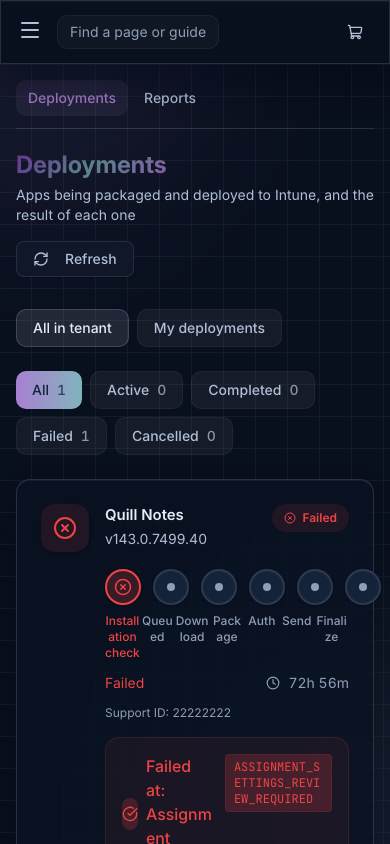 Find a page or guide
Deployments Reports
Deployments
Apps being packaged and deployed to Intune, and the
result of each one
Refresh
All in tenant My deployments
All 1 Active 0 Completed 0
Failed 1 Cancelled 0
Quill Notes Failed
v143.0.7499.40
Install Queu Down Pack Auth Send Finali
ation ed load age ze
check
Failed 72h 56m
Support ID: 22222222
Failed
at:
Assignm
ent
ASSIGNMENT_S
ETTINGS_REVI
EW_REQUIRED